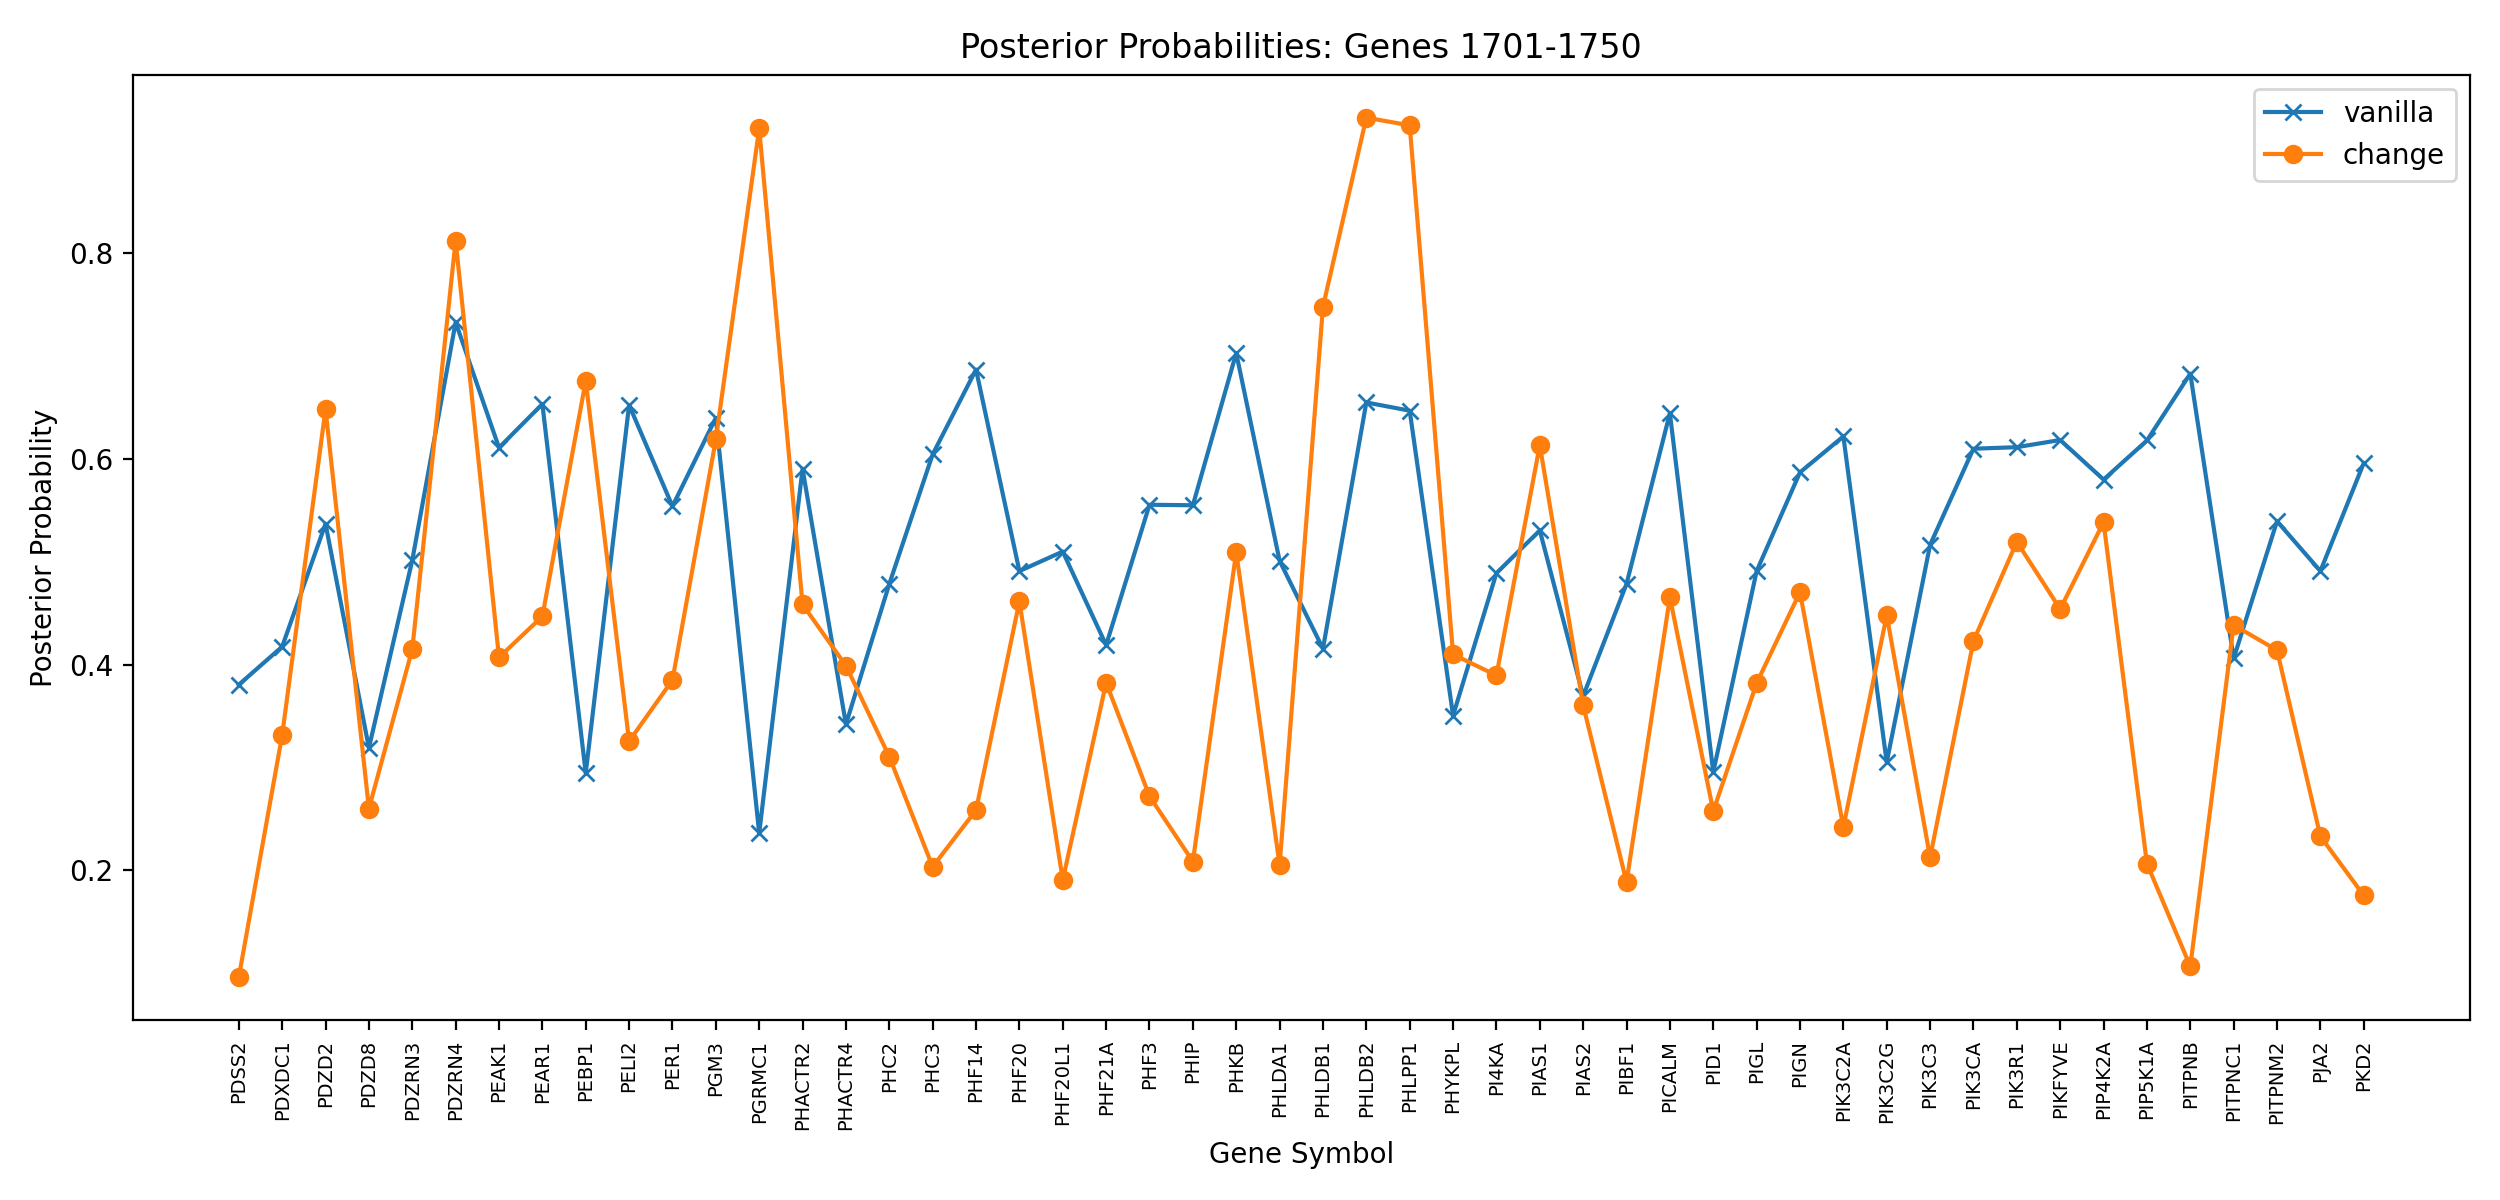 Posterior Probabilities: Genes 1701-1750
vanilla
change
Posterior Probability
0.8
0.6
0.4
0.2
PDSS2
PDXDC1
PDZD2
PDZD8
PDZRN3
PDZRN4
PEAK1
PEAR1
PEBP1
PELI2
PER1
PGM3
PGRMC1
PHACTR2
PHACTR4
PHC2
PHC3
PHF14
PHF20
PHF20L1
PHF21A
PHF3
PHIP
PHKB
PHLDA1
PHLDB1
PHLDB2
PHLPP1
PHYKPL
PI4KA
PIAS1
PIAS2
PIBF1
PICALM
PID1
PIGL
PIGN
PIK3C2A
PIK3C2G
PIK3C3
PIK3CA
PIK3R1
PIKFYVE
PIP4K2A
PIP5K1A
PITPNB
PITPNC1
PITPNM2
PJA2
PKD2
Gene Symbol